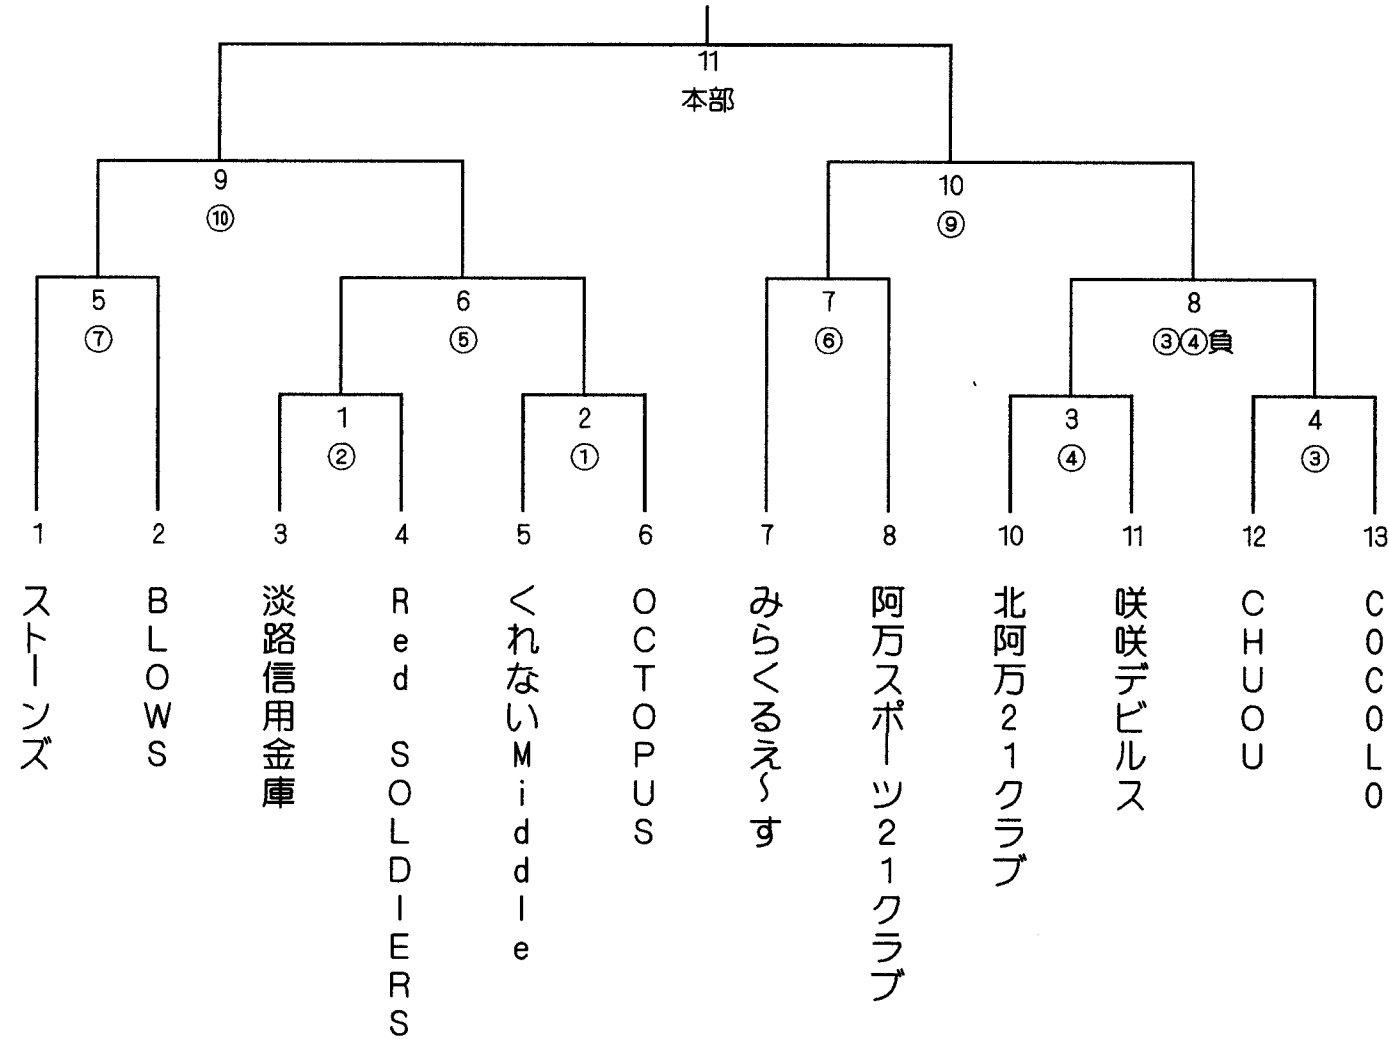 11
本部
9
⑩
10
⑨
5
⑦
6
⑤
7
⑥
8
③④負
1
②
2
①
3
④
4
③
1
2
3
4
5
6
7
8
10
11
12
13
ストーンズ
BLOWS
淡路信用金庫
Red SOLDIERS
くれないMiddle
OCTOPUS
みらくるえ~す
阿万スポーツ21クラブ
北阿万21クラブ
咲咲デビルス
CHUOU
COCOLO